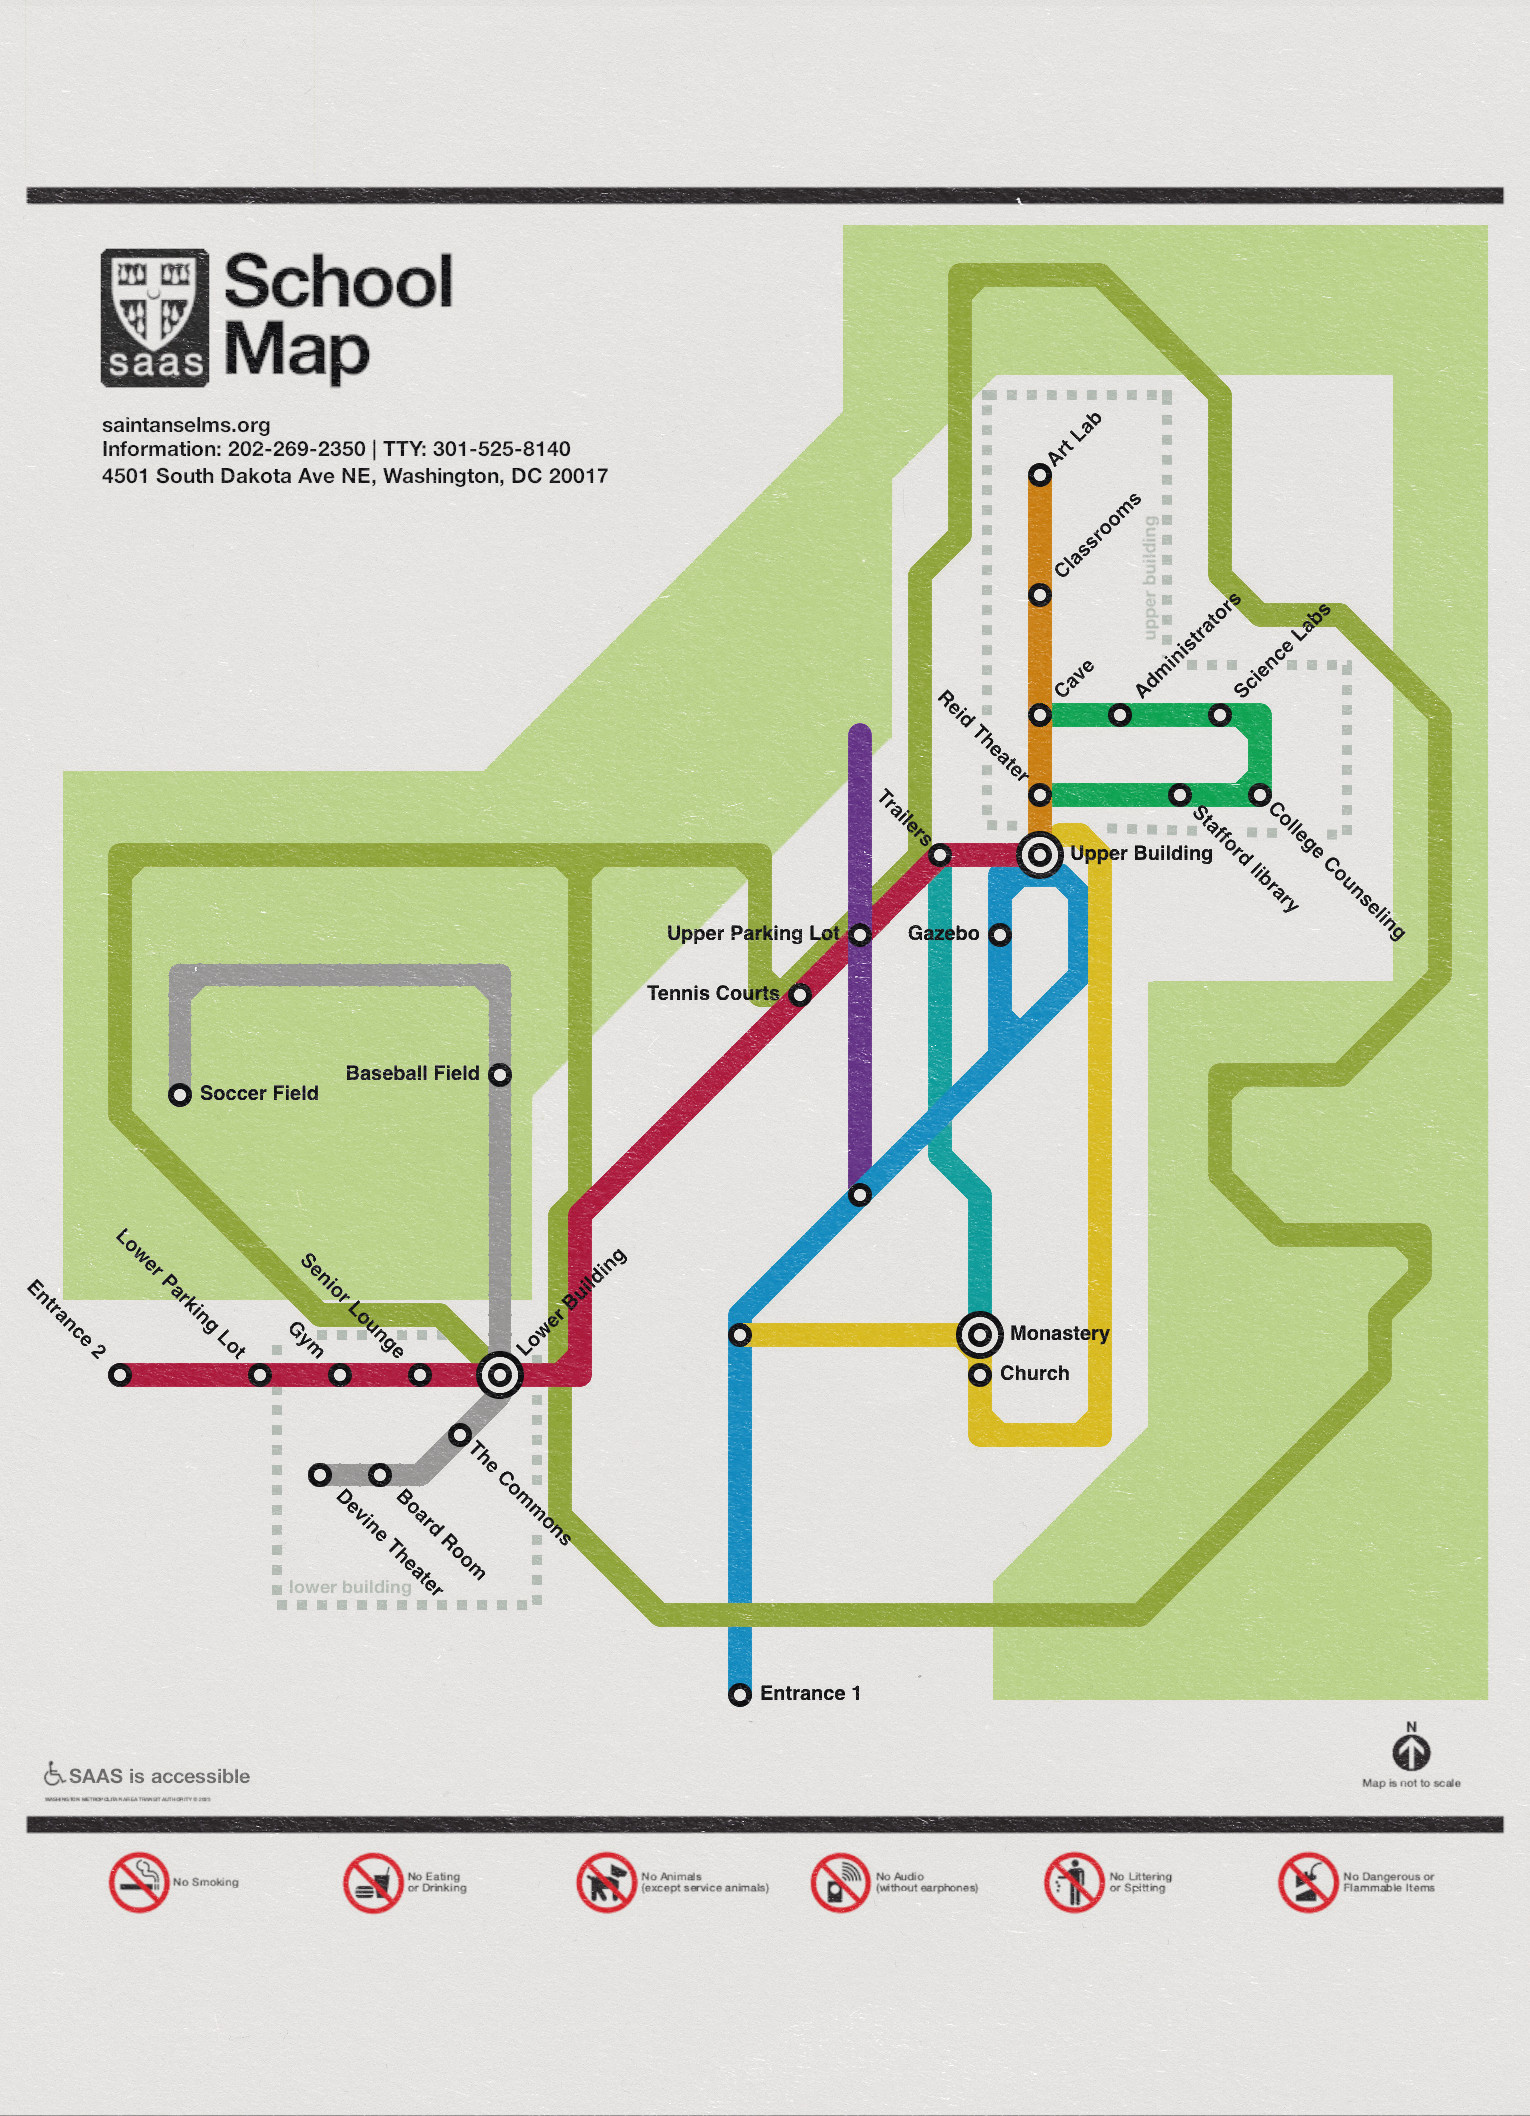 School
Map
saas
saintanselms.org
Information: 202-269-2350 | TTY: 301-525-8140
4501 South Dakota Ave NE, Washington, DC 20017
Art Lab
Classrooms
upper building
Administrators
Science Labs
Cave
Reid Theater
Trailers
Upper Building
Stafford library
College Counseling
Upper Parking Lot
Gazebo
Tennis Courts
Baseball Field
Soccer Field
Lower Parking Lot
Senior Lounge
Lower Building
Entrance 2
Gym
Monastery
Church
The Commons
Board Room
Devine Theater
lower building
Entrance 1
N
Map is not to scale
SAAS is accessible
WASHINGTON METROPOLITAN AREA TRANSIT AUTHORITY
No Smoking
No Eating
or Drinking
No Animals
(except service animals)
No Audio
(without earphones)
No Littering
or Spitting
No Dangerous or
Flammable Items